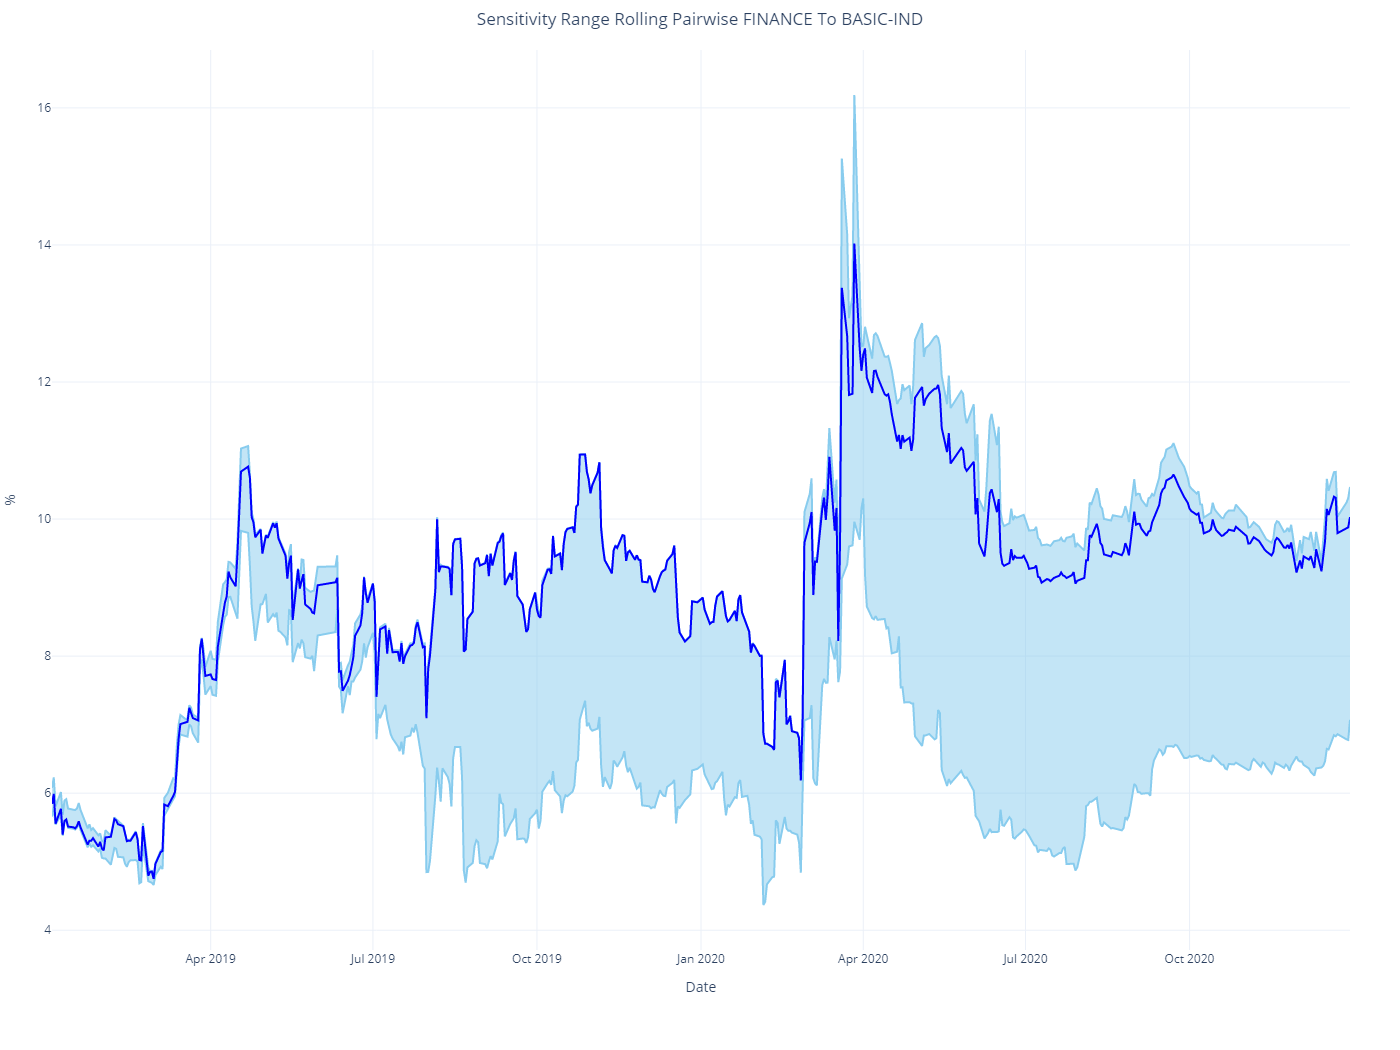 Sensitivity Range Rolling Pairwise FINANCE To BASIC-IND
16
14
12
10
8
6
4
%
Apr 2019
Jul 2019
Oct 2019
Jan 2020
Apr 2020
Jul 2020
Oct 2020
Date